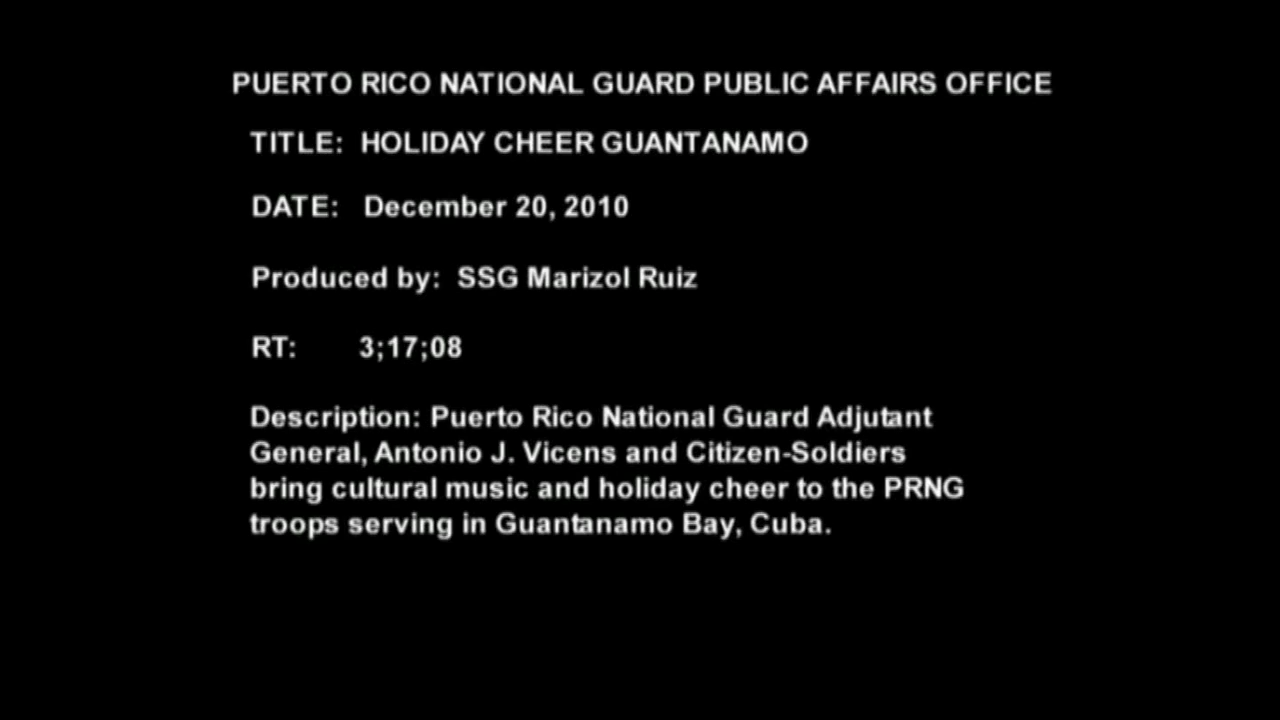 PUERTO RICO NATIONAL GUARD PUBLIC AFFAIRS OFFICE
TITLE: HOLIDAY CHEER GUANTANAMO
DATE: December 20, 2010
Produced by: SSG Marizol Ruiz
RT: 3;17;08
Description: Puerto Rico National Guard Adjutant
General, Antonio J. Vicens and Citizen-Soldiers
bring cultural music and holiday cheer to the PRNG
troops serving in Guantanamo Bay, Cuba.